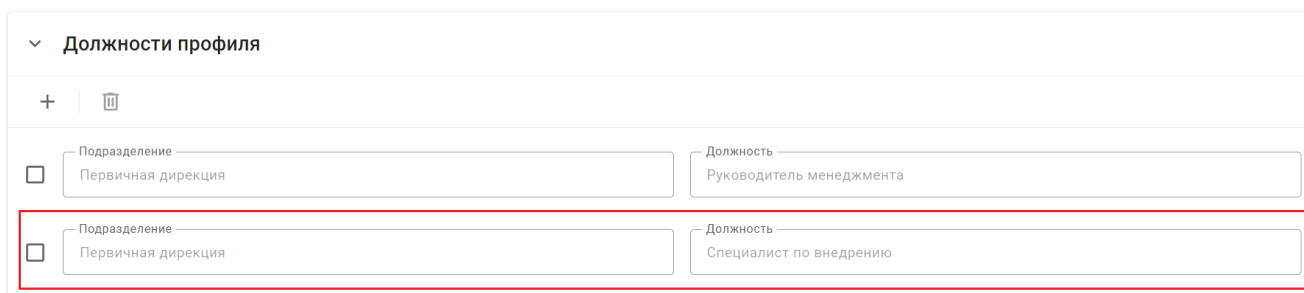 Должности профиля
Подразделение Должность
Первичная дирекция Руководитель менеджмента
Подразделение Должность
Первичная дирекция Специалист по внедрению